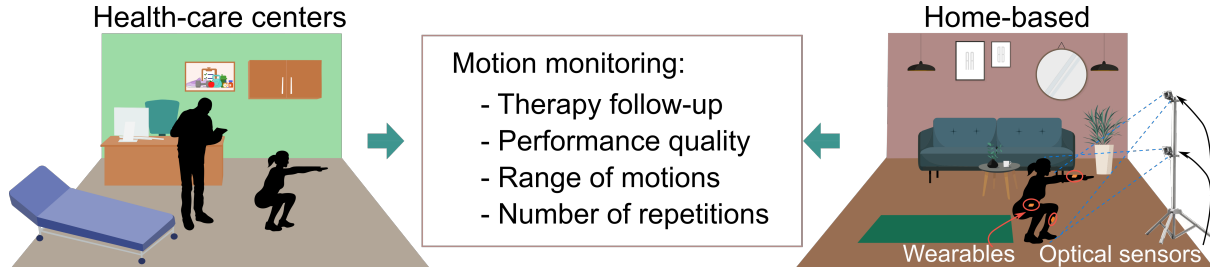 Health-care centers
Motion monitoring:
- Therapy follow-up
- Performance quality
- Range of motions
- Number of repetitions
Home-based
Wearables
Optical sensors